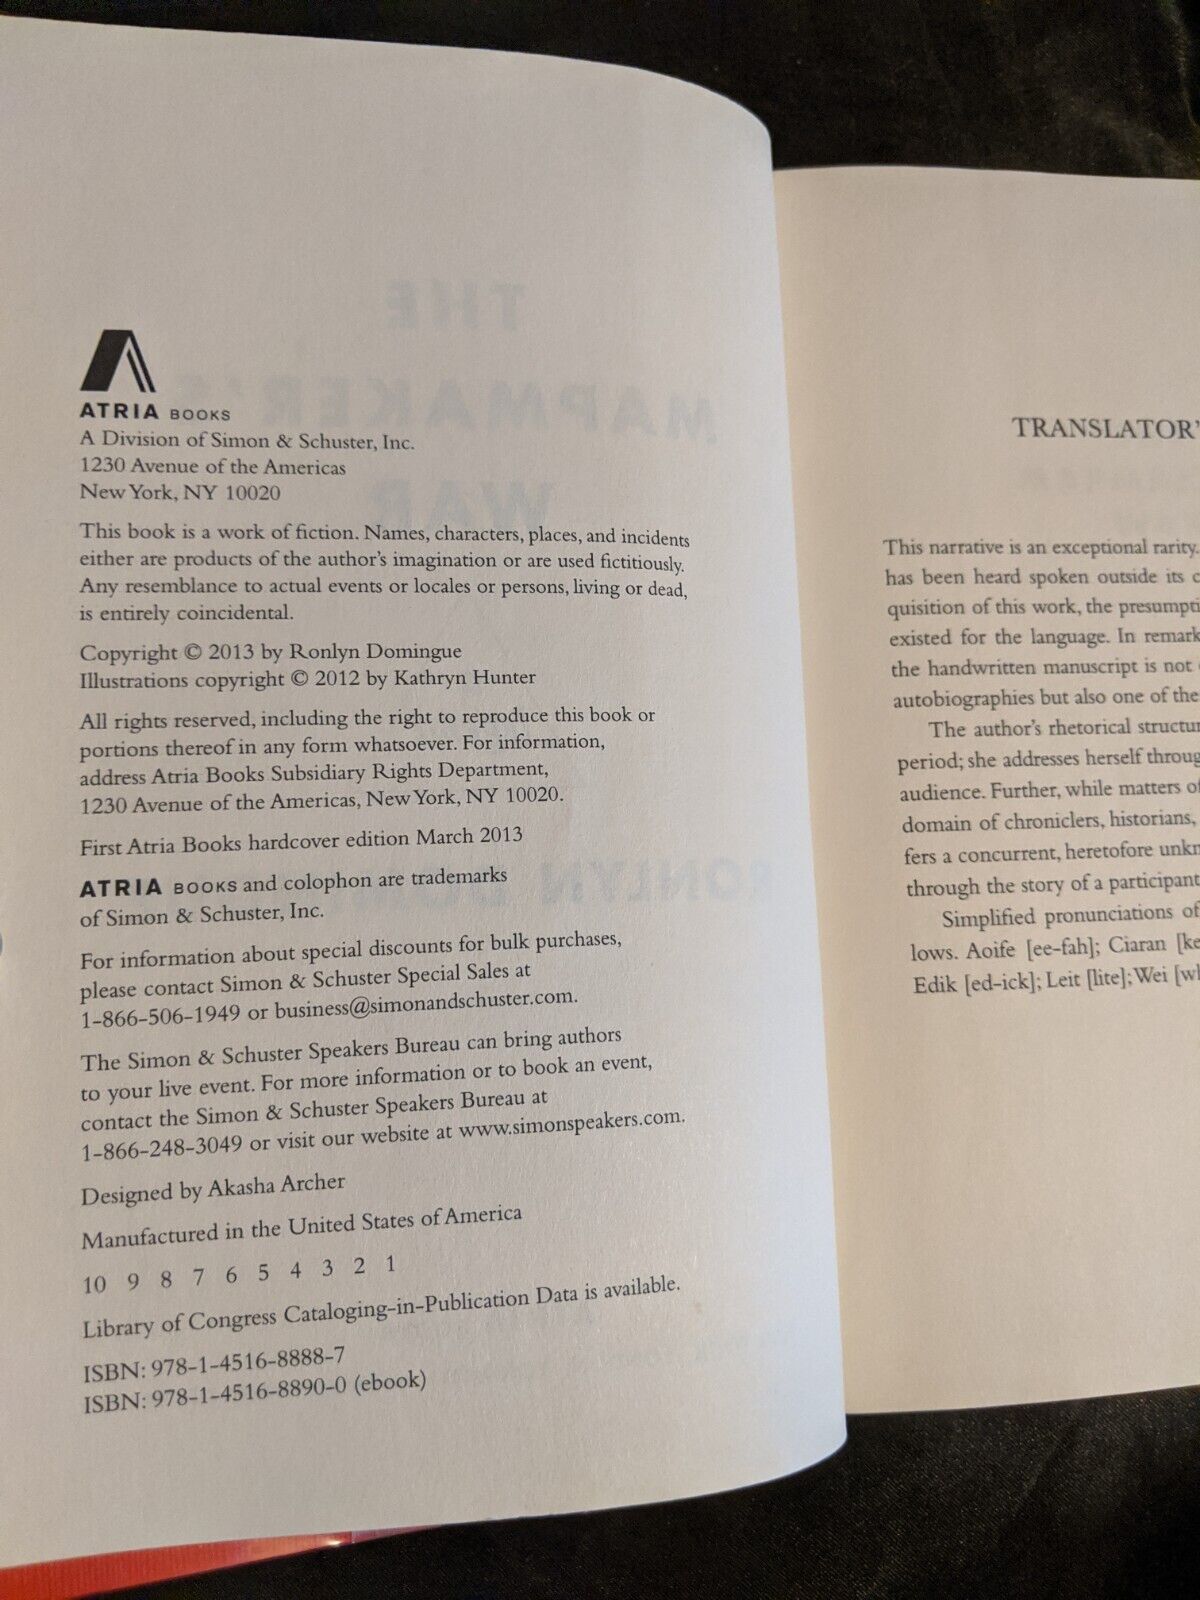 ATRIA BOOKS
A Division of Simon & Schuster, Inc.
1230 Avenue of the Americas
New York, NY 10020
This book is a work of fiction. Names, characters, places, and incidents
either are products of the author's imagination or are used fictitiously.
Any resemblance to actual events or locales or persons, living or dead,
is entirely coincidental.
Copyright © 2013 by Ronlyn Domingue
Illustrations copyright © 2012 by Kathryn Hunter
All rights reserved, including the right to reproduce this book or
portions thereof in any form whatsoever. For information,
address Atria Books Subsidiary Rights Department,
1230 Avenue of the Americas, New York, NY 10020.
First Atria Books hardcover edition March 2013
ATRIA BOOKS and colophon are trademarks
of Simon & Schuster, Inc.
For information about special discounts for bulk purchases,
please contact Simon & Schuster Special Sales at
1-866-506-1949 or business@simonandschuster.com.
The Simon & Schuster Speakers Bureau can bring authors
to your live event. For more information or to book an event,
contact the Simon & Schuster Speakers Bureau at
1-866-248-3049 or visit our website at www.simonspeakers.com.
Designed by Akasha Archer
Manufactured in the United States of America
10 9 8 7 6 5 4 3 2 1
Library of Congress Cataloging-in-Publication Data is available.
ISBN: 978-1-4516-8888-7
ISBN: 978-1-4516-8890-0 (ebook)
THE
MAPMAKER'S
WAR
TRANSLATOR'
This narrative is an exceptional rarity.
has been heard spoken outside its
quisition of this work, the presumpti
existed for the language. In remark
the handwritten manuscript is not
autobiographies but also one of the
The author's rhetorical structu
period; she addresses herself throug
audience. Further, while matters of
domain of chroniclers, historians,
fers a concurrent, heretofore unkn
through the story of a participant
Simplified pronunciations of
lows. Aoife [ee-fah]; Ciaran [ke
Edik [ed-ick]; Leit [lite]; Wei [wh